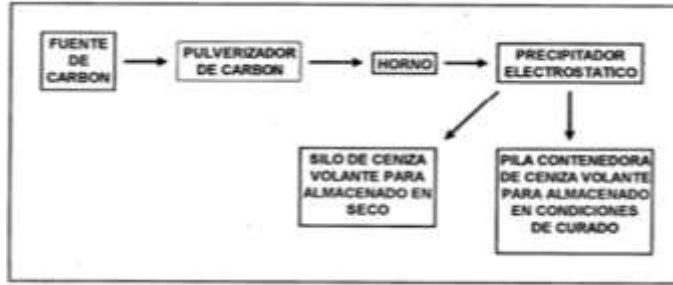 FUENTE
DE
CARBON
PULVERIZADOR
DE CARBON
HORNO
PRECIPITADOR
ELECTROSTATICO
SILO DE CENIZA
VOLANTE PARA
ALMACENADO EN
SECO
PILA CONTENEDORA
DE CENIZA VOLANTE
PARA ALMACENADO
EN CONDICIONES
DE CURADO